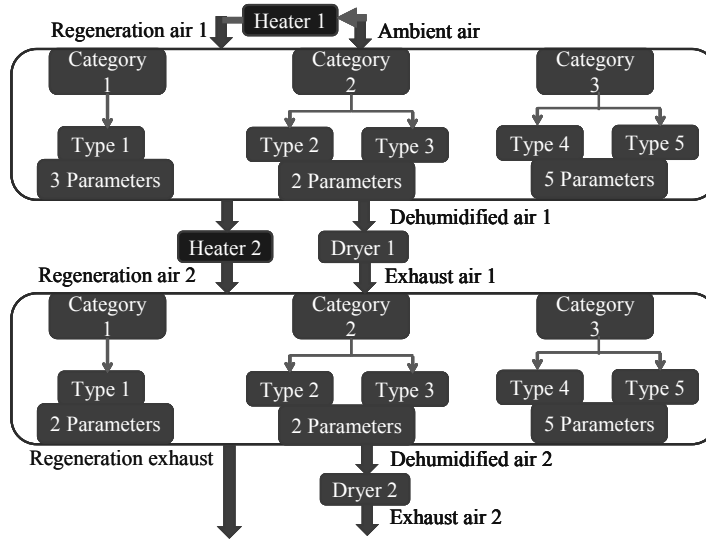 Heater 1
Regeneration air 1
Ambient air
Category
1
Category
2
Category
3
Type 1
Type 2
Type 3
Type 4
Type 5
3 Parameters
2 Parameters
5 Parameters
Dehumidified air 1
Heater 2
Dryer 1
Regeneration air 2
Exhaust air 1
Category
1
Category
2
Category
3
Type 1
Type 2
Type 3
Type 4
Type 5
2 Parameters
2 Parameters
5 Parameters
Regeneration exhaust
Dehumidified air 2
Dryer 2
Exhaust air 2